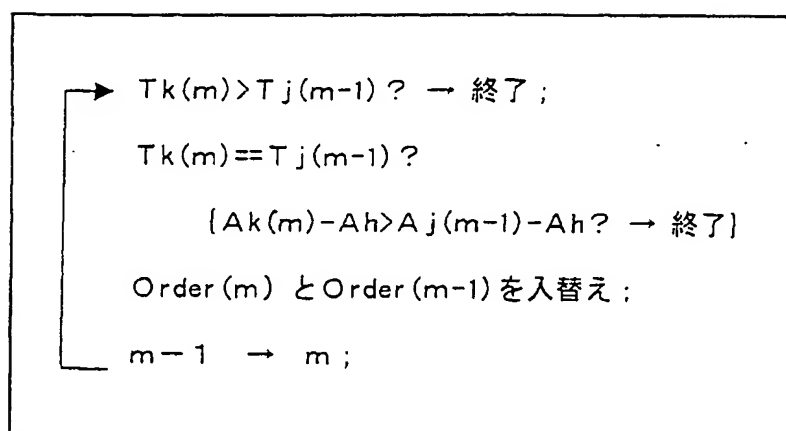 Tk(m)>Tj(m-1)? → 終了;
Tk(m)==Tj(m-1)?
{Ak(m)-Ah>Aj(m-1)-Ah? → 終了}
Order(m) とOrder(m-1)を入替え;
m-1 → m;